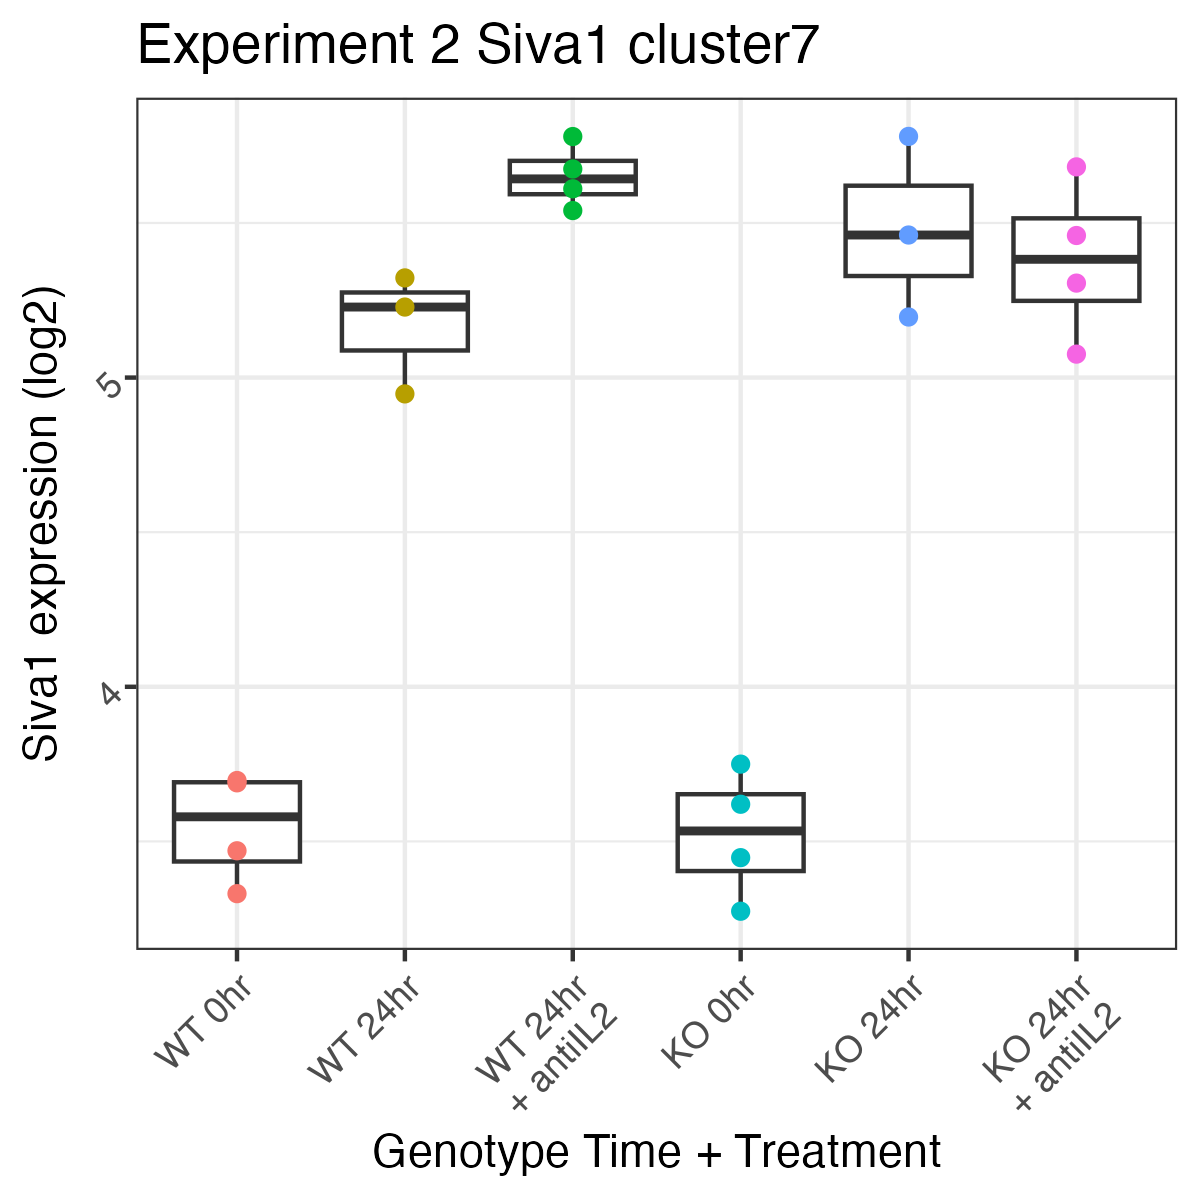 Experiment 2 Siva1 cluster7
Siva1 expression (log2)
5
4
WT 0hr
WT 24hr
WT 24hr
+ antiIL2
KO 0hr
KO 24hr
KO 24hr
+ antiIL2
Genotype Time + Treatment